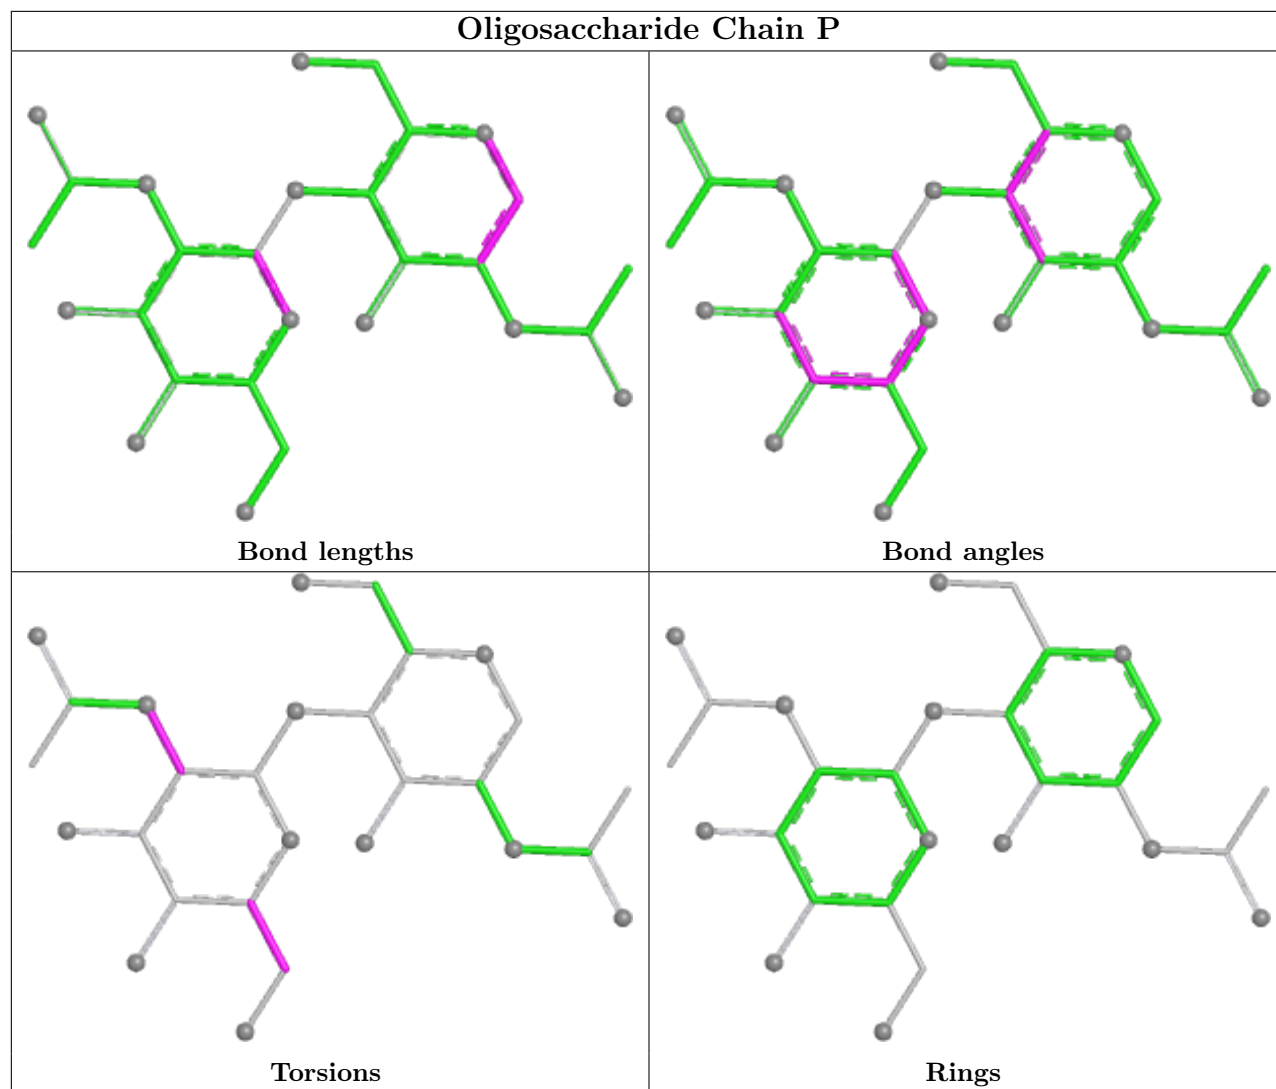 Oligosaccharide Chain P
Bond lengths
Bond angles
Torsions
Rings